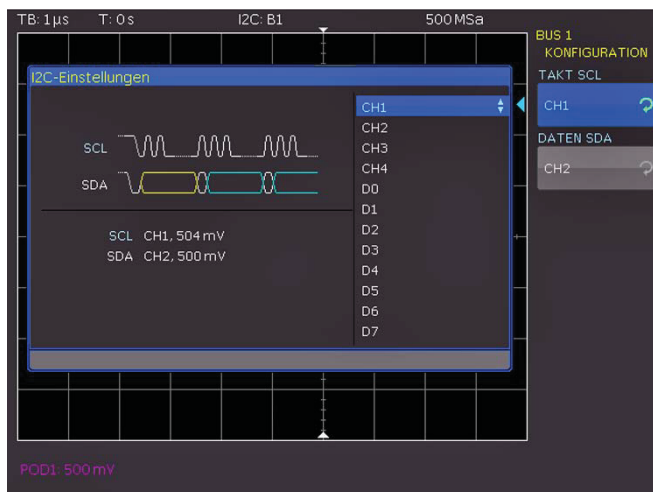 TB: 1µs T: 0 s I2C: B1 500 MSa
BUS 1
KONFIGURATION
I2C-Einstellungen
TAKT SCL
CH1
DATEN SDA
CH2
SCL
SDA
SCL CH1, 504 mV
SDA CH2, 500 mV
CH1
CH2
CH3
CH4
D0
D1
D2
D3
D4
D5
D6
D7
POD1: 500 mV